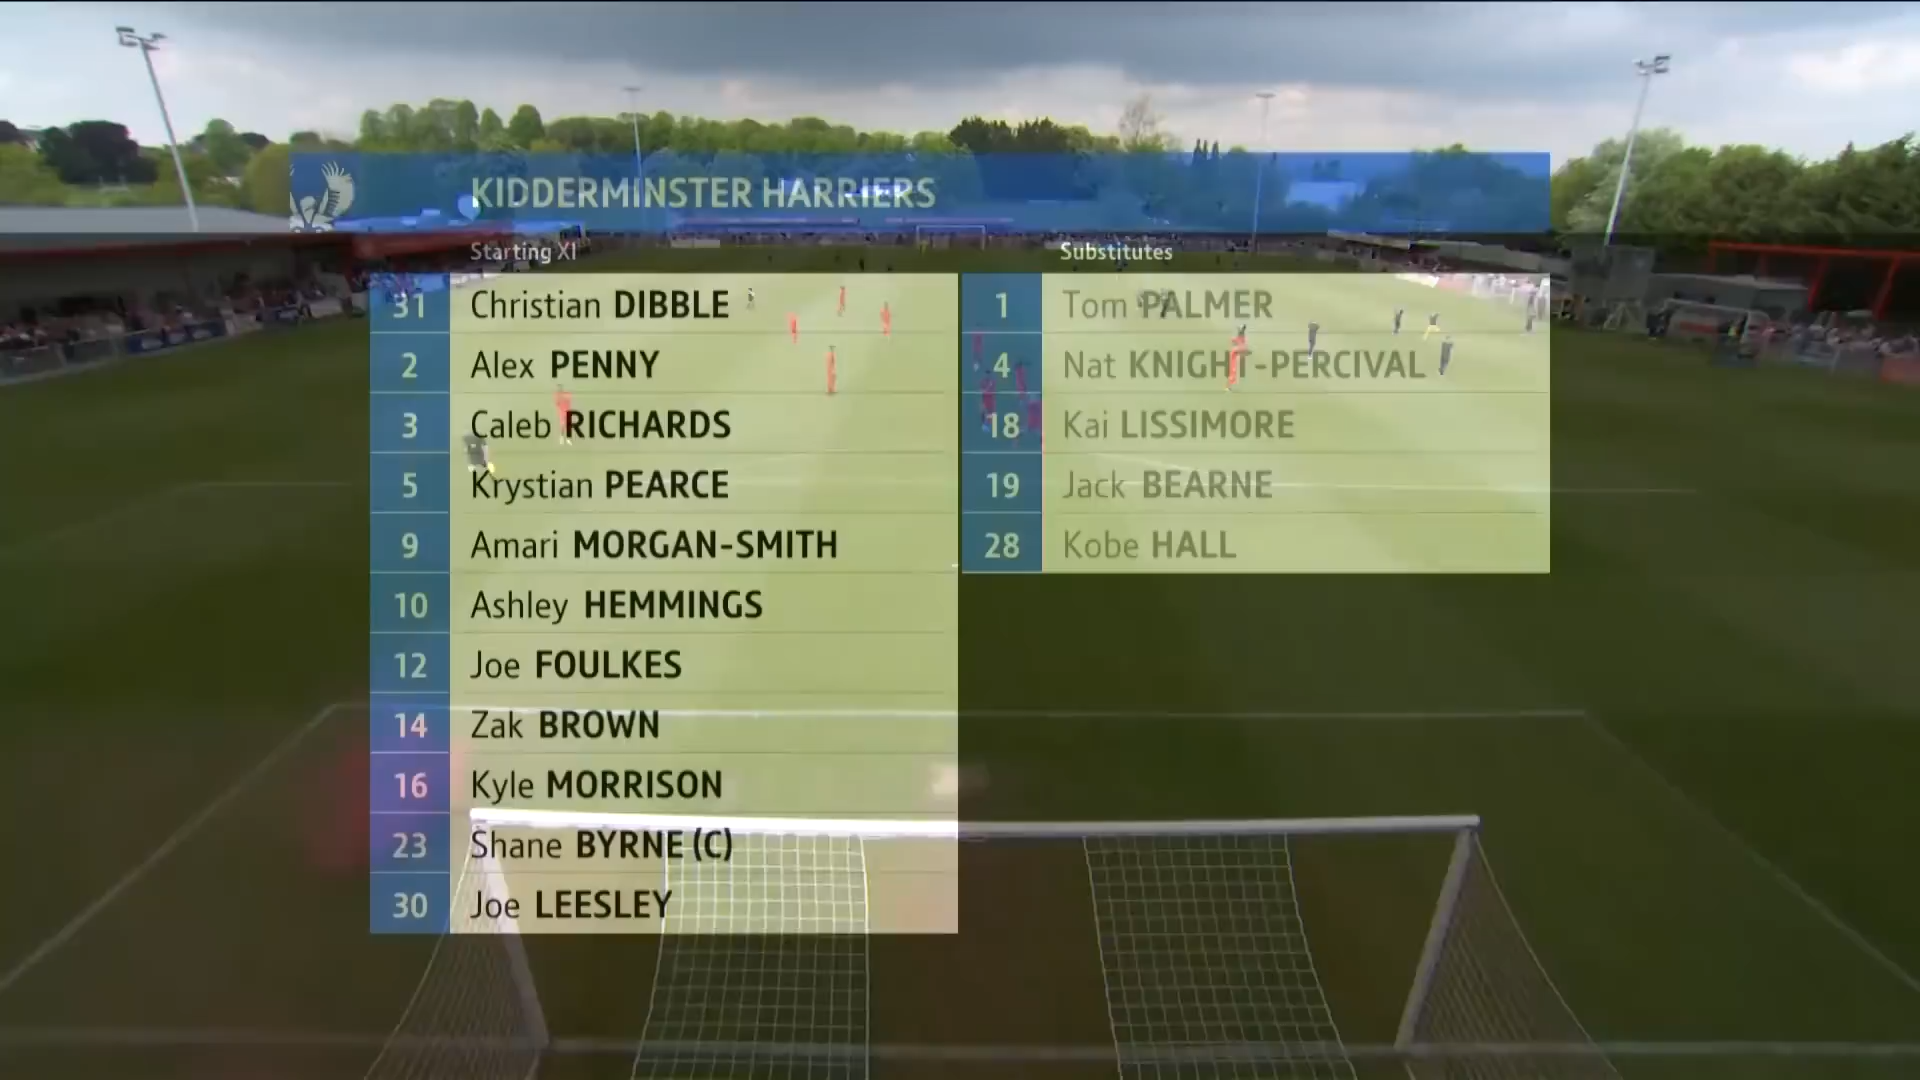 KIDDERMINSTER HARRIERS
Starting XI
31 Christian DIBBLE
2 Alex PENNY
3 Caleb RICHARDS
5 Krystian PEARCE
9 Amari MORGAN-SMITH
10 Ashley HEMMINGS
12 Joe FOULKES
14 Zak BROWN
16 Kyle MORRISON
23 Shane BYRNE (C)
30 Joe LEESLEY
Substitutes
1 Tom PALMER
4 Nat KNIGHT-PERCIVAL
18 Kai LISSIMORE
19 Jack BEARNE
28 Kobe HALL